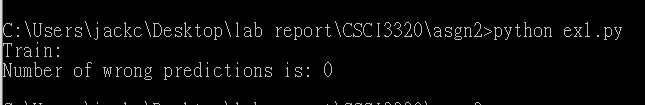 C:\Users\jackc\Desktop\lab report\CSCI3320\asgn2>python ex1.py
Train:
Number of wrong predictions is: 0